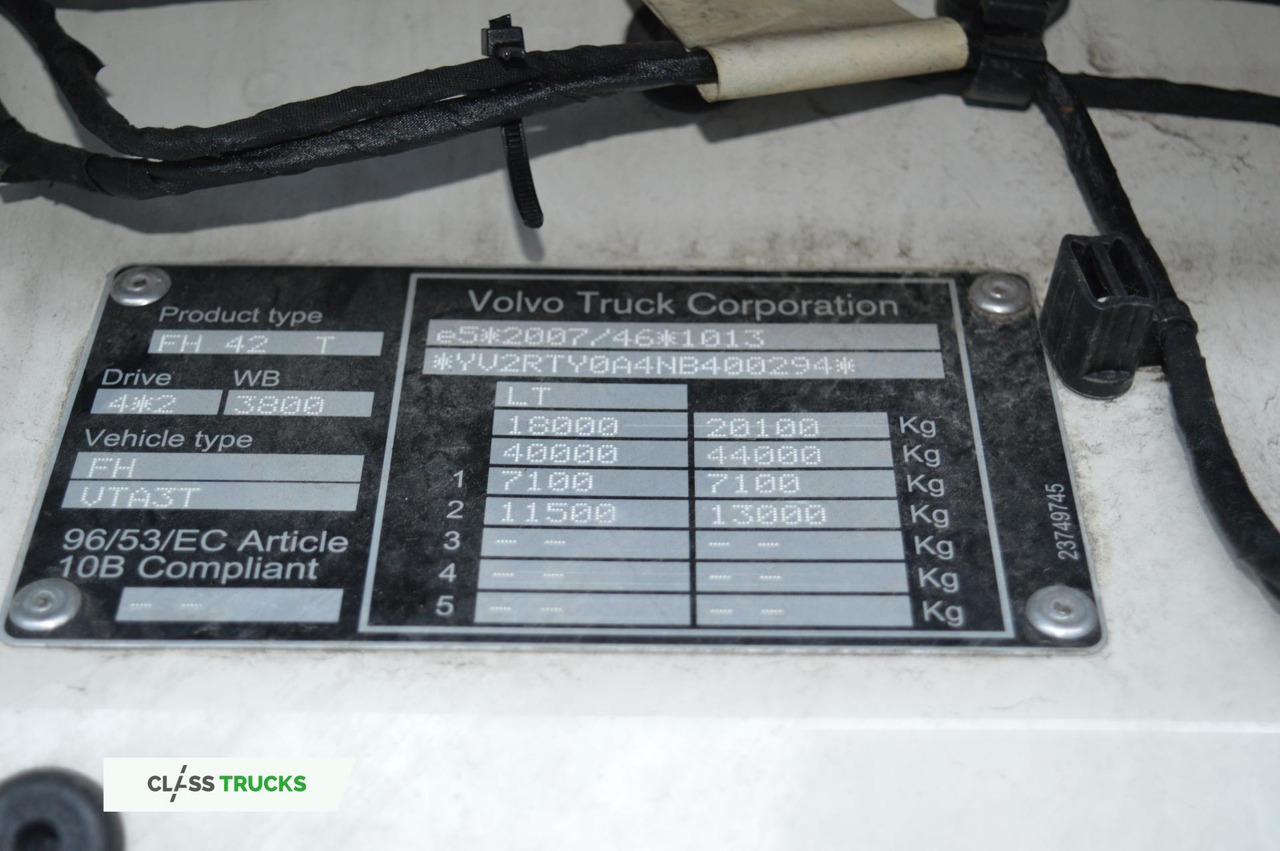 Product type
FH 42 T
Drive WB
4*2 3800
Vehicle type
FH
VTA3T
96/53/EC Article
10B Compliant
--- ---
Volvo Truck Corporation
e5*2007/46*1013
*YV2RTY0A4NB400294*
LT
18000 20100 Kg
40000 44000 Kg
1 7100 7100 Kg
2 11500 13000 Kg
3 --- --- --- --- Kg
4 --- --- --- --- Kg
5 --- --- --- --- Kg
23749745
CLASS TRUCKS